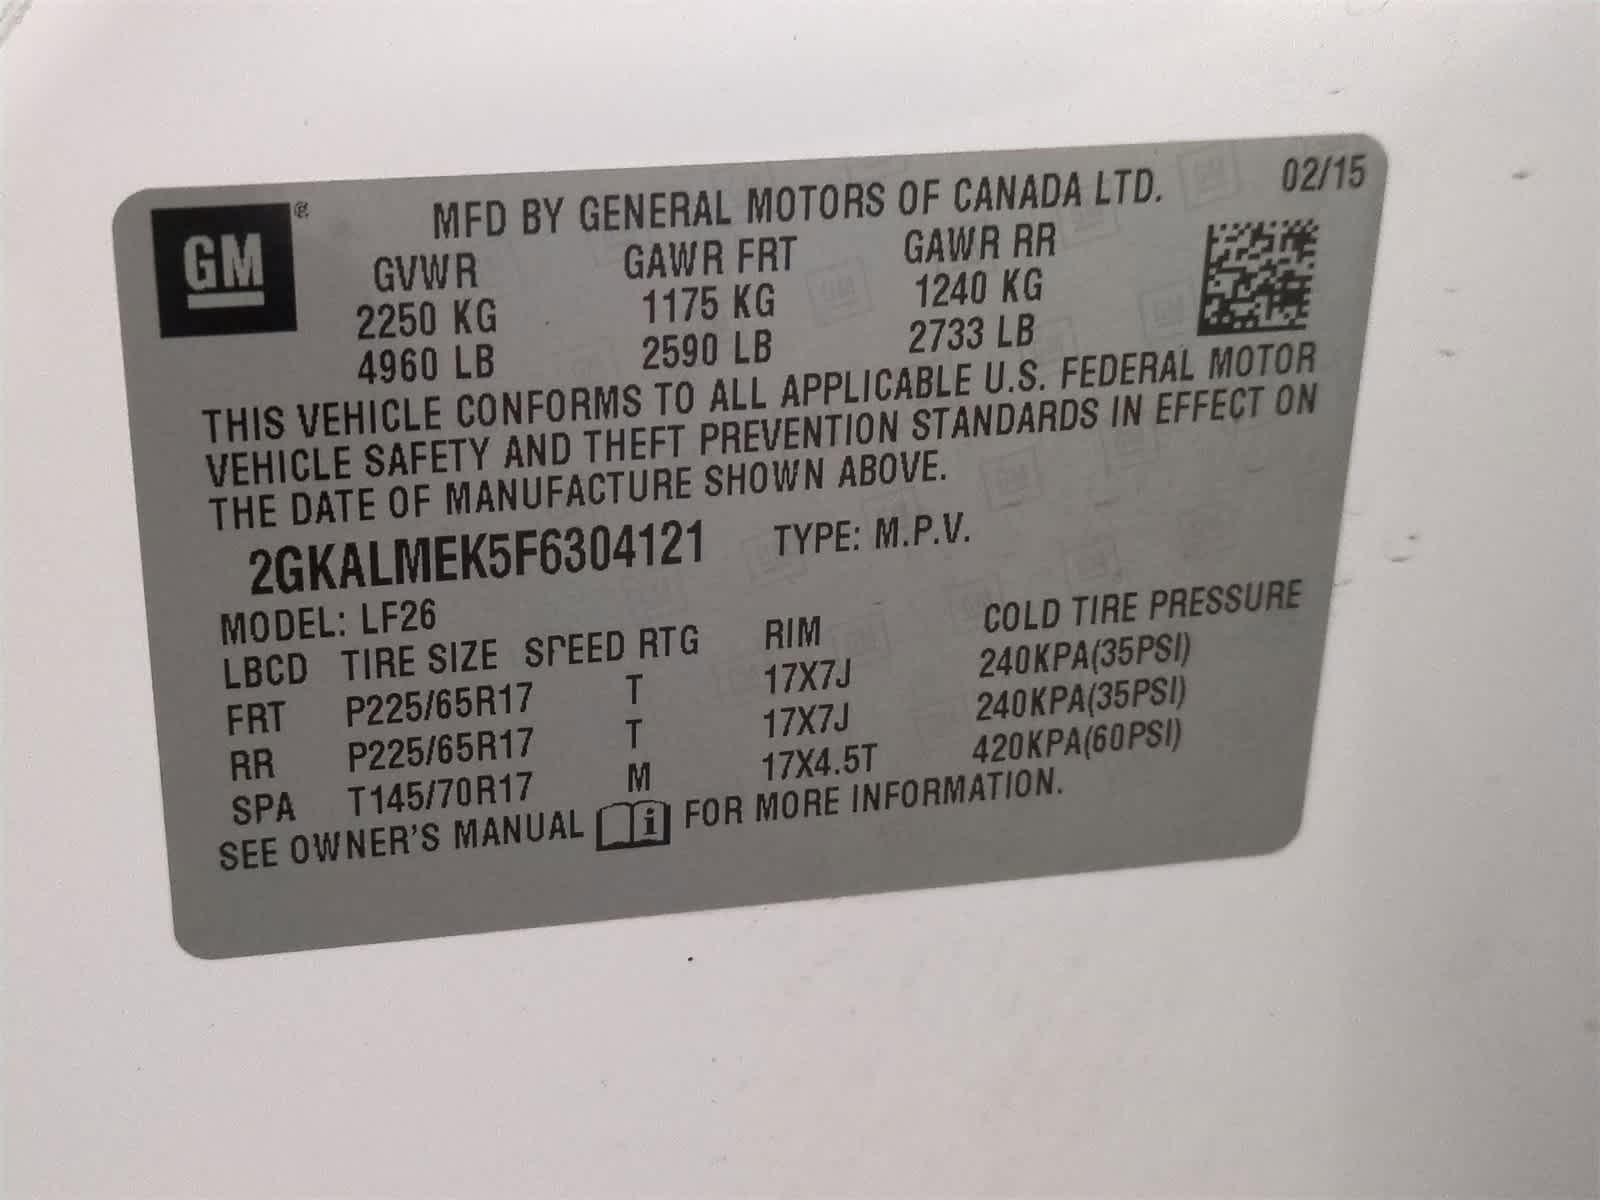 GM ®
MFD BY GENERAL MOTORS OF CANADA LTD. 02/15
GVWR GAWR FRT GAWR RR
2250 KG 1175 KG 1240 KG
4960 LB 2590 LB 2733 LB
THIS VEHICLE CONFORMS TO ALL APPLICABLE U.S. FEDERAL MOTOR
VEHICLE SAFETY AND THEFT PREVENTION STANDARDS IN EFFECT ON
THE DATE OF MANUFACTURE SHOWN ABOVE.
2GKALMEK5F6304121 TYPE: M.P.V.
MODEL: LF26
LBCD TIRE SIZE SPEED RTG RIM COLD TIRE PRESSURE
FRT P225/65R17 T 17X7J 240KPA(35PSI)
RR P225/65R17 T 17X7J 240KPA(35PSI)
SPA T145/70R17 M 17X4.5T 420KPA(60PSI)
SEE OWNER'S MANUAL i FOR MORE INFORMATION.